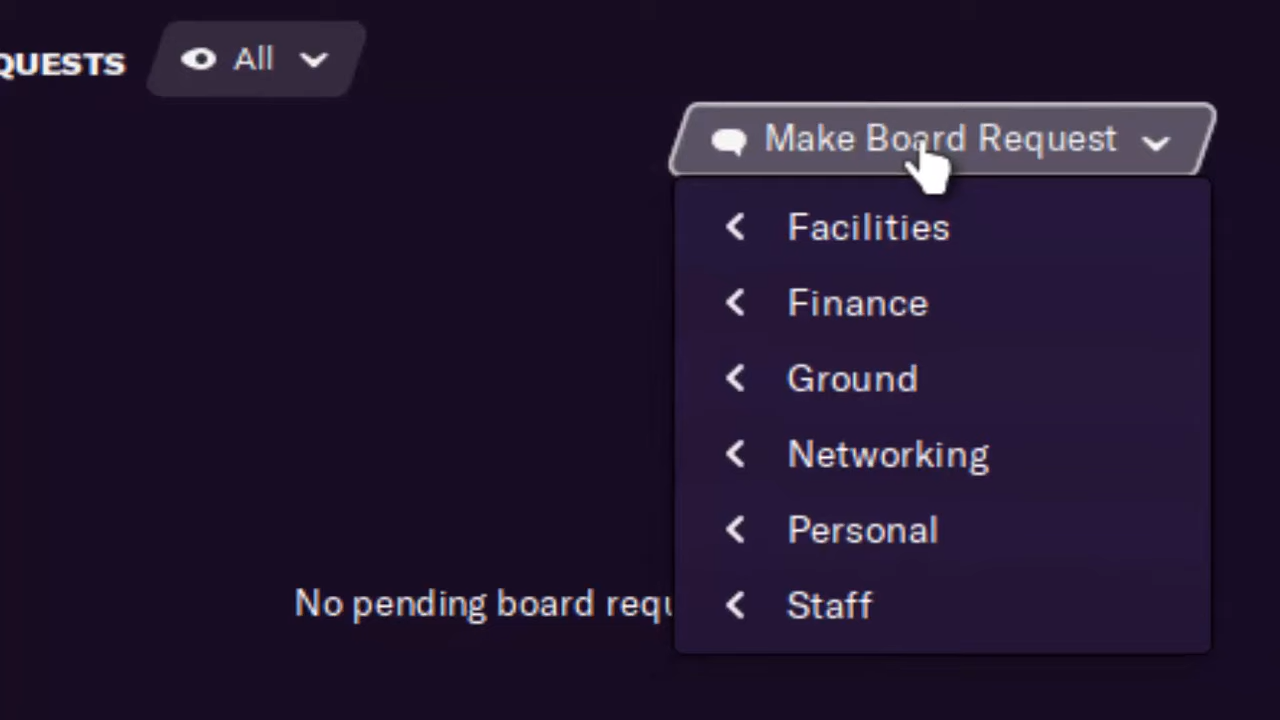 QUESTS
All
Make Board Request
Facilities
Finance
Ground
Networking
Personal
Staff
No pending board requ